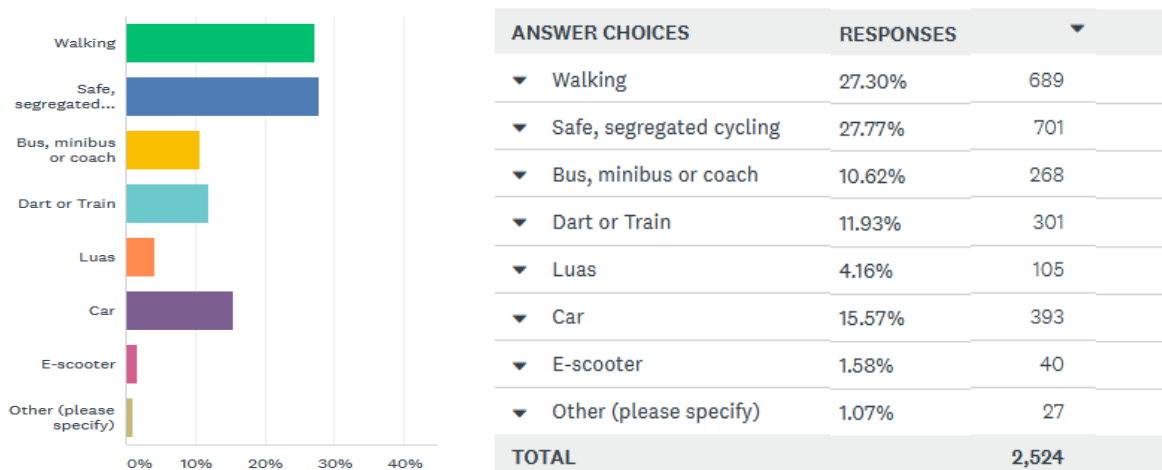 Walking
Safe,
segregated...
Bus, minibus
or coach
Dart or Train
Luas
Car
E-scooter
Other (please
specify)
0% 10% 20% 30% 40%
ANSWER CHOICES RESPONSES
Walking 27.30% 689
Safe, segregated cycling 27.77% 701
Bus, minibus or coach 10.62% 268
Dart or Train 11.93% 301
Luas 4.16% 105
Car 15.57% 393
E-scooter 1.58% 40
Other (please specify) 1.07% 27
TOTAL 2,524